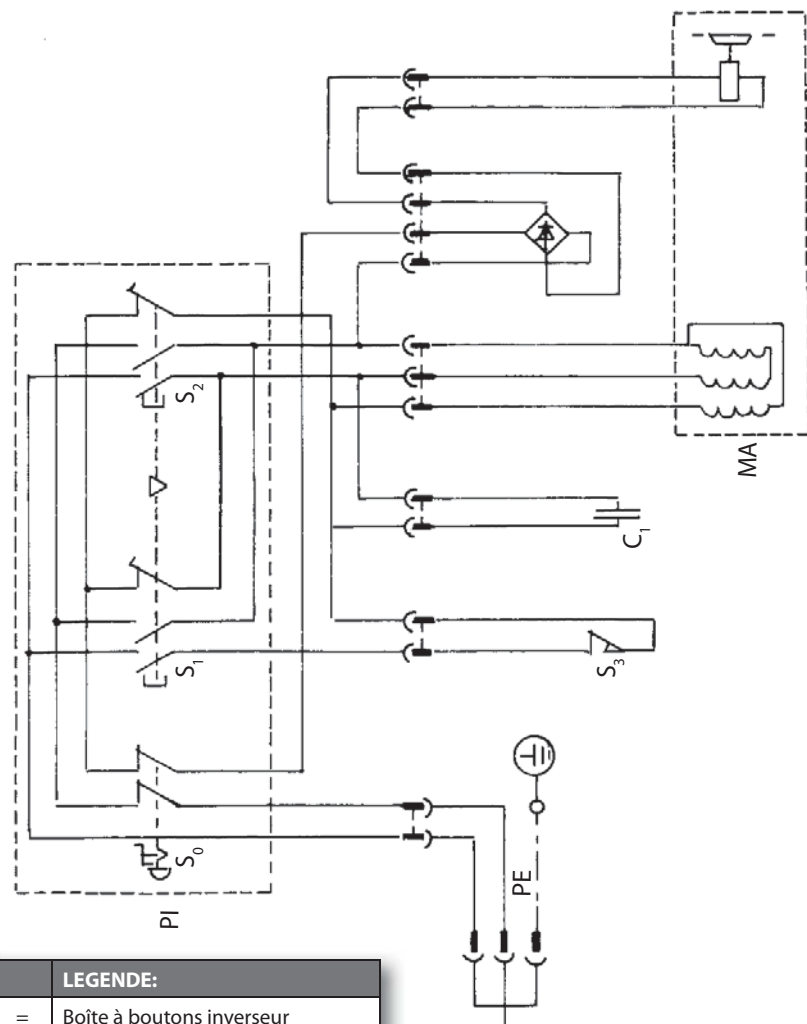 S₂
S₁
S₀
PI
MA
C₁
S₃
PE
LEGENDE:
= Boîte à boutons inverseur